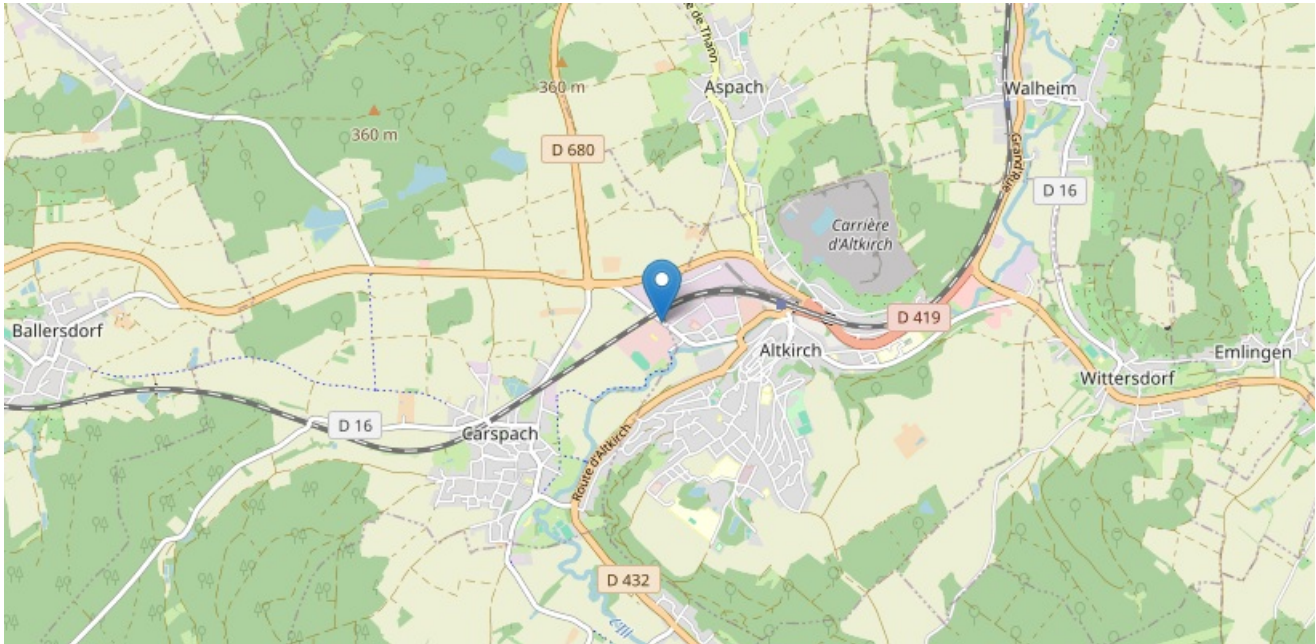 e de Thann
360 m
Aspach
Walheim
360 m
D 680
Grand'Rue
D 16
Carrière
d'Altkirch
D 419
Ballersdorf
Altkirch
Emlingen
Wittersdorf
D 16
Carspach
Route d'Altkirch
D 432